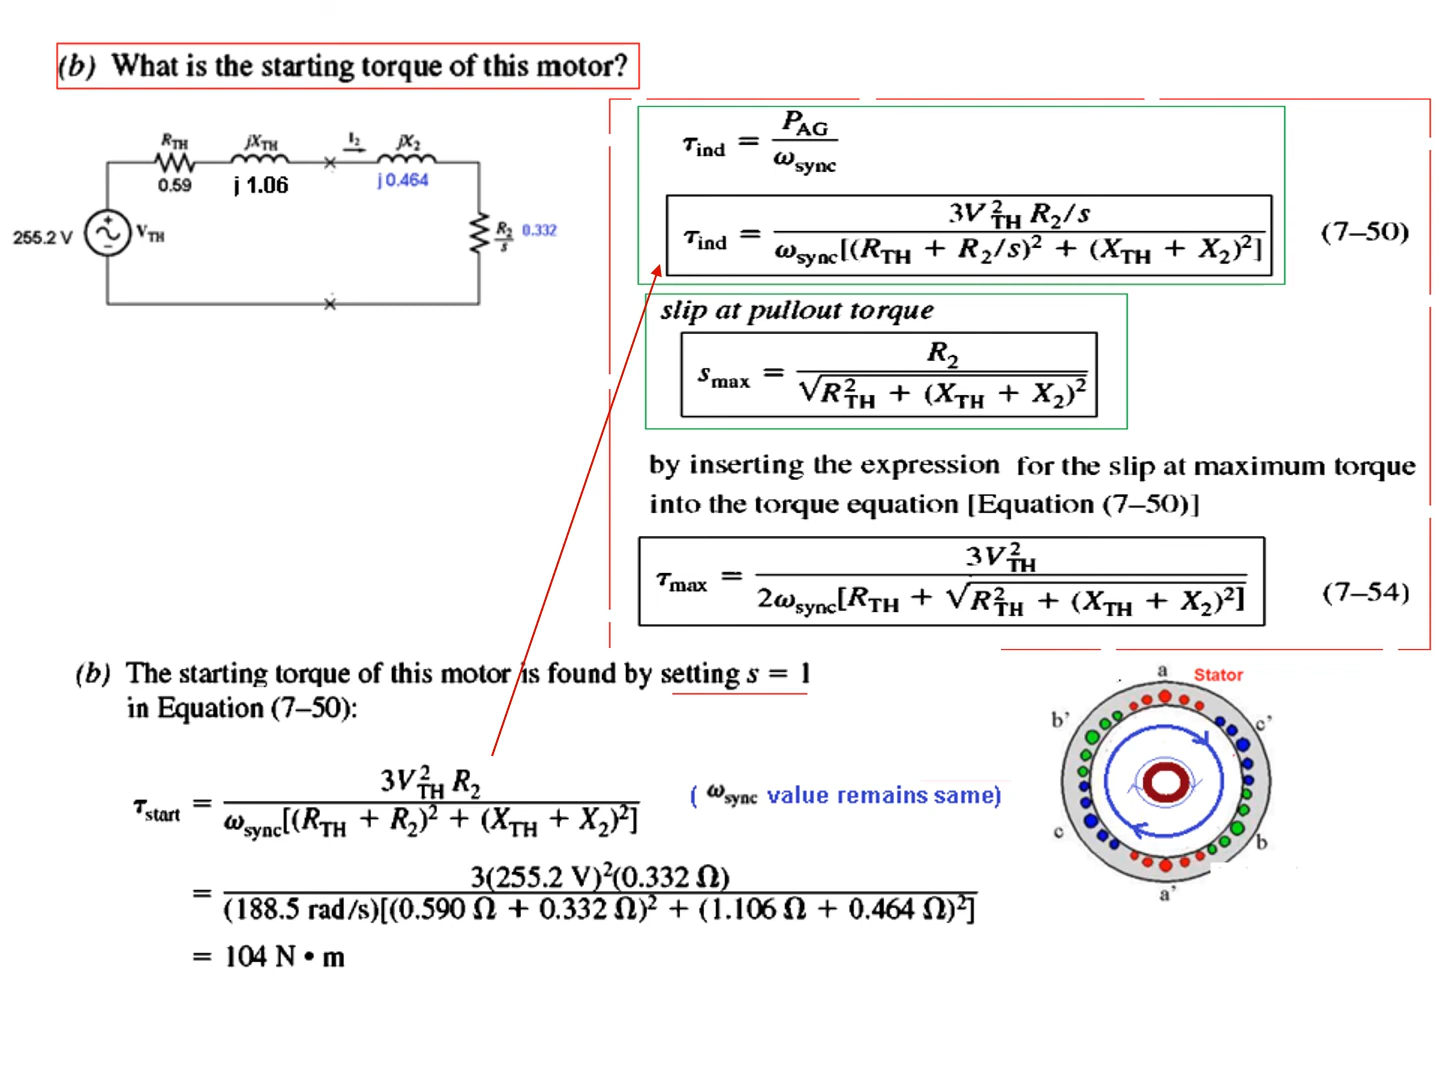 (b) What is the starting torque of this motor?
R_TH jX_TH I_2 jX_2
0.59 j 1.06 j 0.464
255.2 V V_TH R_2/s 0.332
τ_ind = P_AG / ω_sync
τ_ind = 3V²_TH R_2/s / ω_sync[(R_TH + R_2/s)² + (X_TH + X_2)²] (7–50)
slip at pullout torque
s_max = R_2 / √R²_TH + (X_TH + X_2)²
by inserting the expression for the slip at maximum torque
into the torque equation [Equation (7–50)]
τ_max = 3V²_TH / 2ω_sync[R_TH + √R²_TH + (X_TH + X_2)²] (7–54)
(b) The starting torque of this motor is found by setting s = 1
in Equation (7–50):
τ_start = 3V²_TH R_2 / ω_sync[(R_TH + R_2)² + (X_TH + X_2)²] ( ω_sync value remains same)
= 3(255.2 V)²(0.332 Ω) / (188.5 rad/s)[(0.590 Ω + 0.332 Ω)² + (1.106 Ω + 0.464 Ω)²]
= 104 N • m
a Stator
b' c'
c b
a'